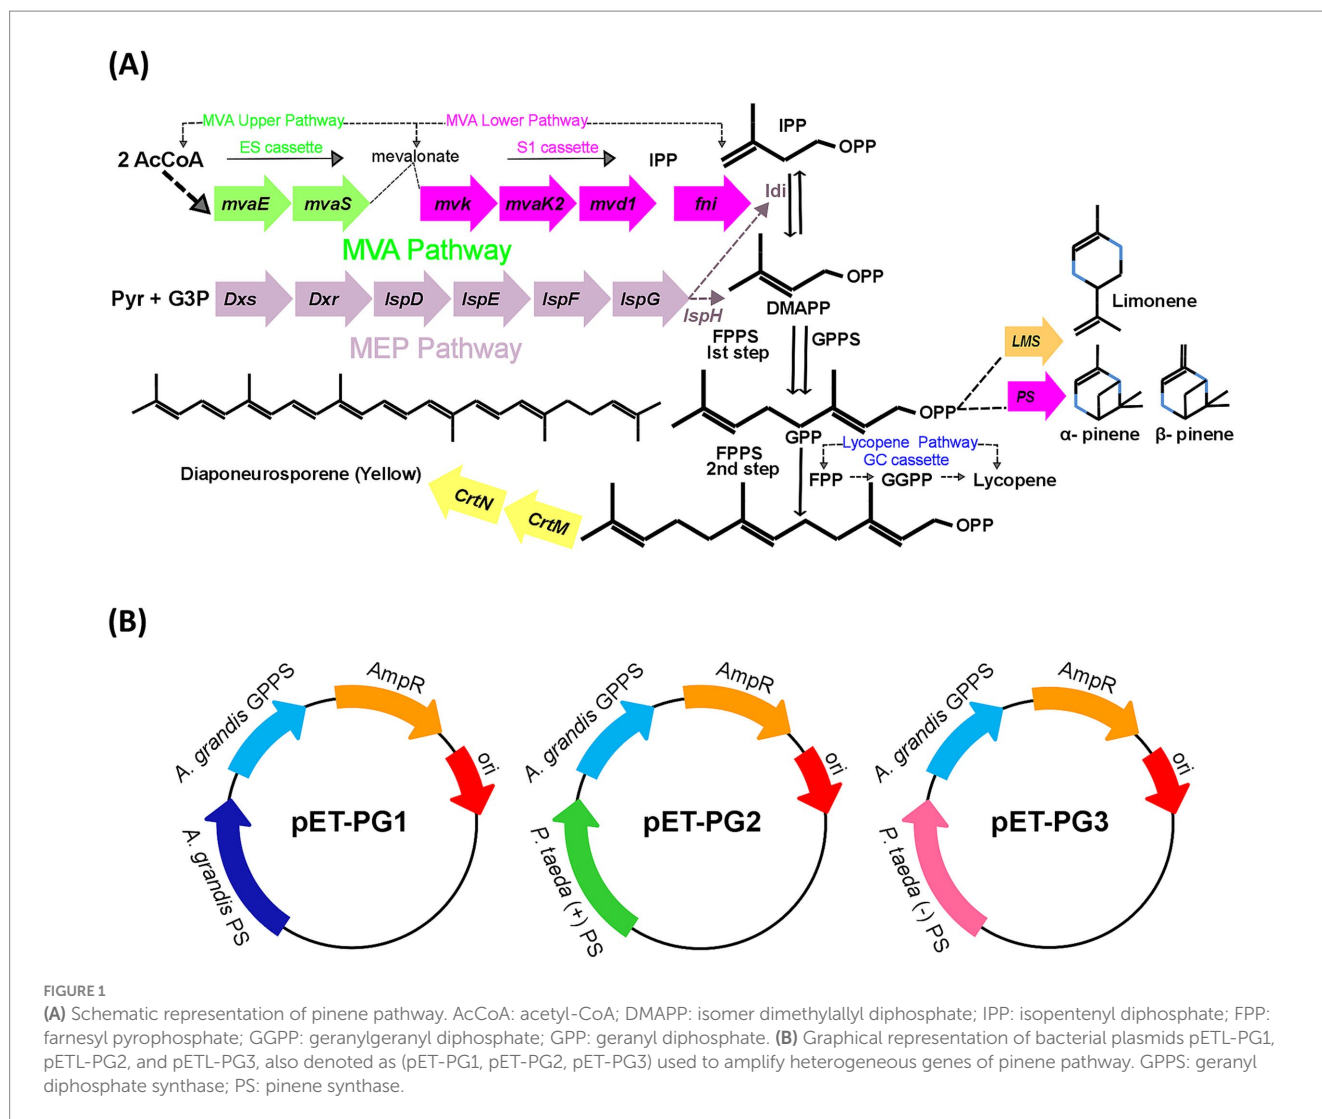 (A)
MVA Upper Pathway
MVA Lower Pathway
IPP
OPP
2 AcCoA
ES cassette
mevalonate
S1 cassette
IPP
mvaE
mvaS
mvk
mvaK2
mvd1
fni
Idi
MVA Pathway
OPP
DMAPP
Pyr + G3P
Dxs
Dxr
IspD
IspE
IspF
IspG
IspH
MEP Pathway
FPPS
Ist step
GPPS
Limonene
LMS
PS
α- pinene
β- pinene
OPP
GPP
Lycopene Pathway
GC cassette
FPPS
2nd step
FPP
GGPP
Lycopene
Diaponeurosporene (Yellow)
CrtN
CrtM
OPP
(B)
A. grandis GPPS
AmpR
ori
pET-PG1
A. grandis PS
A. grandis GPPS
AmpR
ori
pET-PG2
P. taeda (+) PS
A. grandis GPPS
AmpR
ori
pET-PG3
P. taeda (-) PS
FIGURE 1
(A) Schematic representation of pinene pathway. AcCoA: acetyl-CoA; DMAPP: isomer dimethylallyl diphosphate; IPP: isopentenyl diphosphate; FPP:
farnesyl pyrophosphate; GGPP: geranylgeranyl diphosphate; GPP: geranyl diphosphate. (B) Graphical representation of bacterial plasmids pETL-PG1,
pETL-PG2, and pETL-PG3, also denoted as (pET-PG1, pET-PG2, pET-PG3) used to amplify heterogeneous genes of pinene pathway. GPPS: geranyl
diphosphate synthase; PS: pinene synthase.